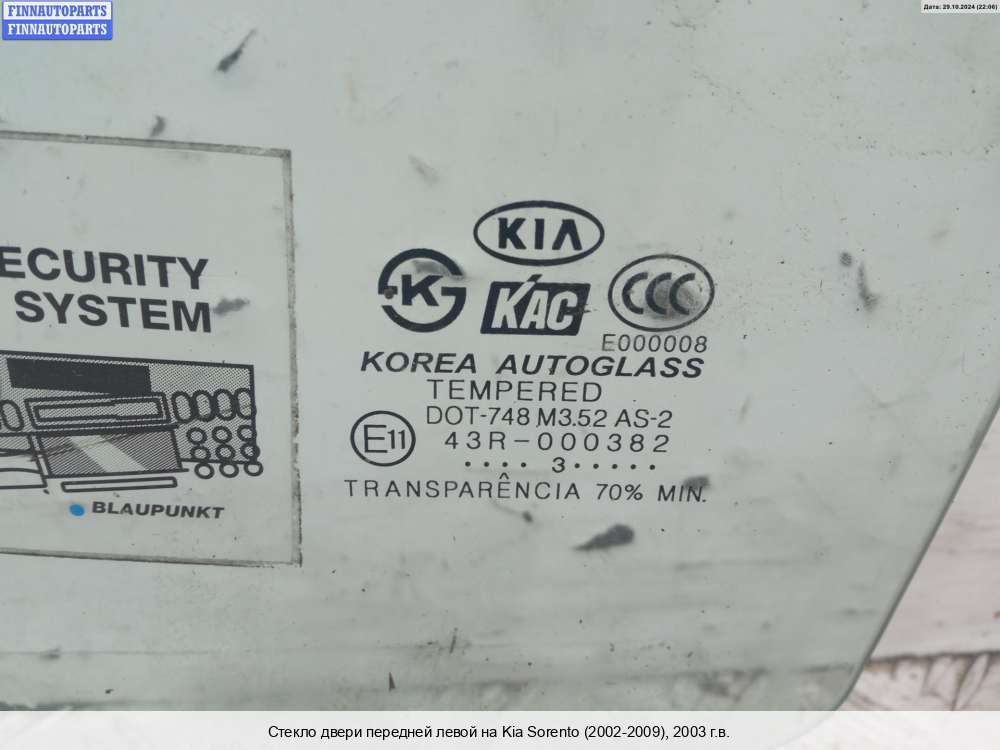 FINNAUTOPARTS
FINNAUTOPARTS
Дата: 29.10.2024 (22:06)
ECURITY
SYSTEM
BLAUPUNKT
KIA
K
KAC
CCC
E000008
KOREA AUTOGLASS
TEMPERED
DOT-748 M3.52 AS-2
E11
43R-000382
.... 3.....
TRANSPARÊNCIA 70% MIN.
Стекло двери передней левой на Kia Sorento (2002-2009), 2003 г.в.